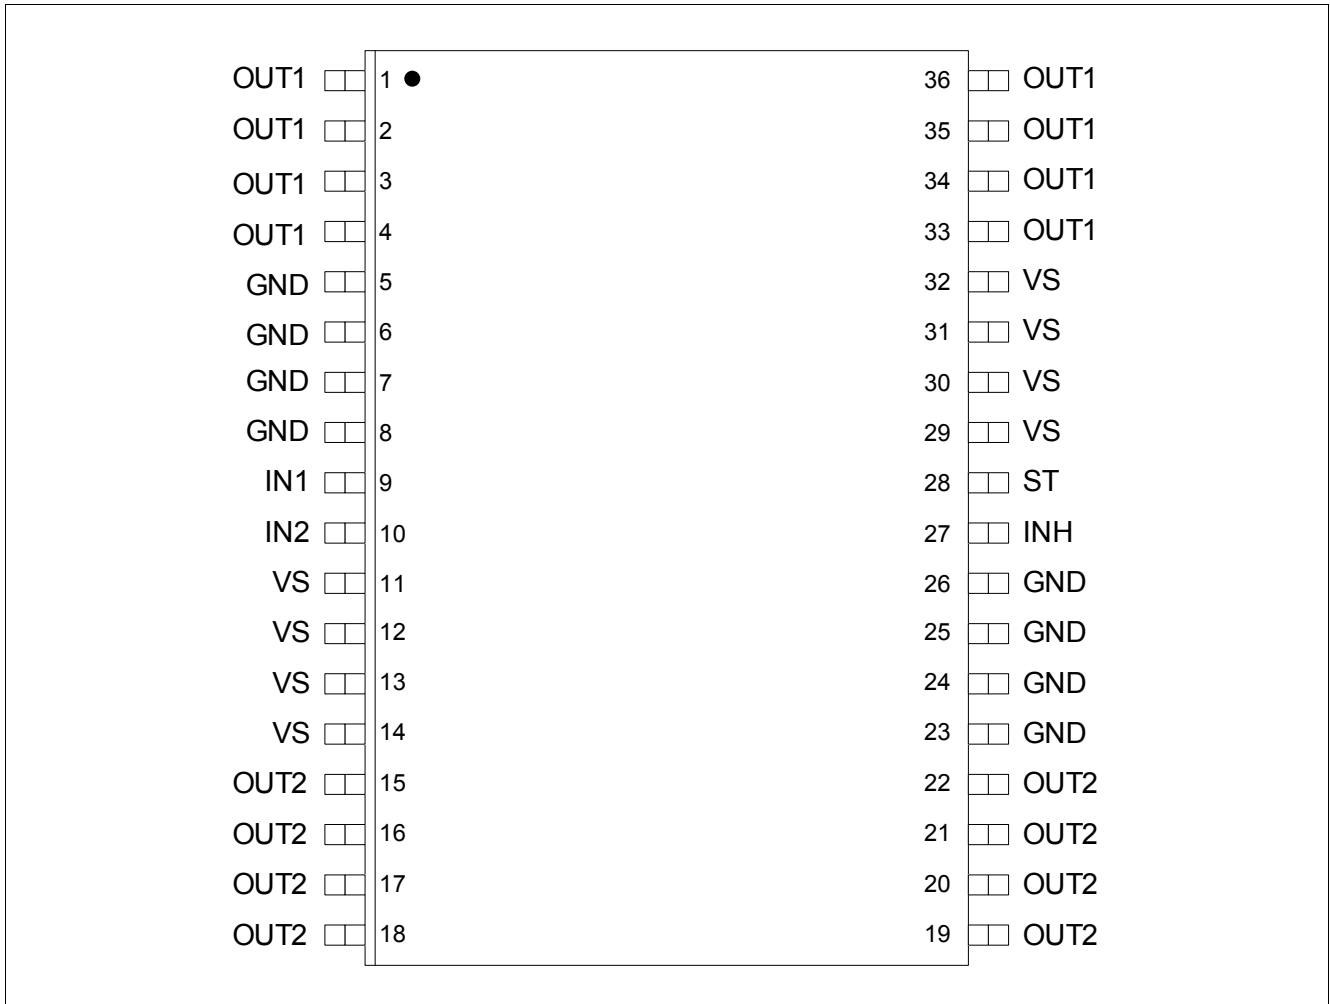 OUT1 1 36 OUT1
OUT1 2 35 OUT1
OUT1 3 34 OUT1
OUT1 4 33 OUT1
GND 5 32 VS
GND 6 31 VS
GND 7 30 VS
GND 8 29 VS
IN1 9 28 ST
IN2 10 27 INH
VS 11 26 GND
VS 12 25 GND
VS 13 24 GND
VS 14 23 GND
OUT2 15 22 OUT2
OUT2 16 21 OUT2
OUT2 17 20 OUT2
OUT2 18 19 OUT2